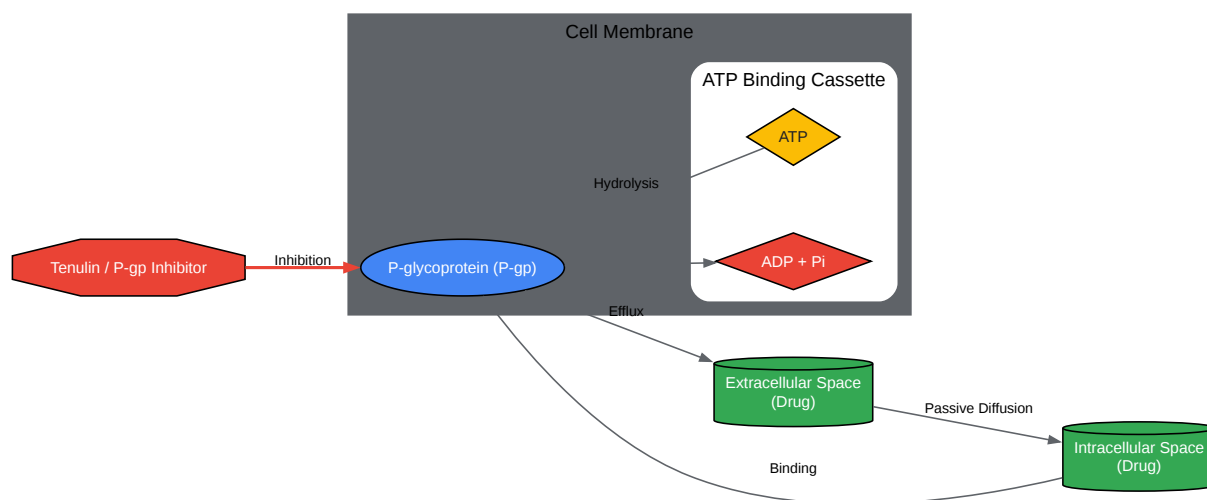 Cell Membrane
ATP Binding Cassette
ATP
Hydrolysis
Tenulin / P-gp Inhibitor
Inhibition
P-glycoprotein (P-gp)
ADP + Pi
Efflux
Extracellular Space
(Drug)
Passive Diffusion
Intracellular Space
(Drug)
Binding